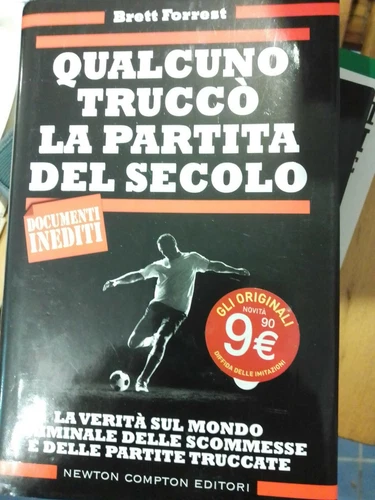 Brett Forrest
QUALCUNO
TRUCCÒ
LA PARTITA
DEL SECOLO
DOCUMENTI
INEDITI
GLI ORIGINALI
NOVITÀ
9,90
€
DIFFIDA DELLE IMITAZIONI
LA VERITÀ SUL MONDO
CRIMINALE DELLE SCOMMESSE
E DELLE PARTITE TRUCCATE
NEWTON COMPTON EDITORI